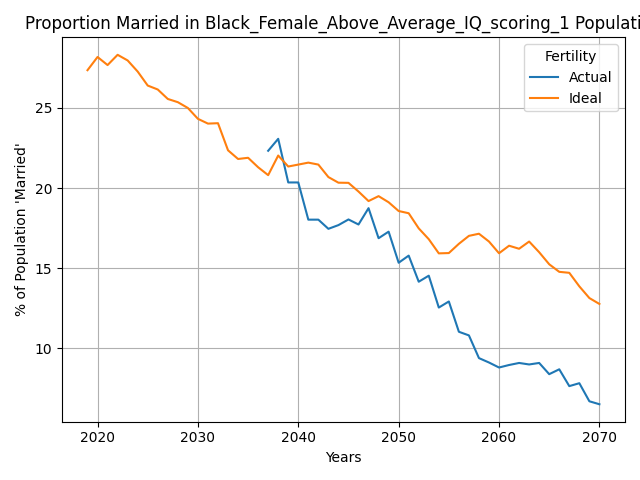 Proportion Married in Black_Female_Above_Average_IQ_scoring_1 Populati
Fertility
Actual
Ideal
% of Population 'Married'
25
20
15
10
2020 2030 2040 2050 2060 2070
Years